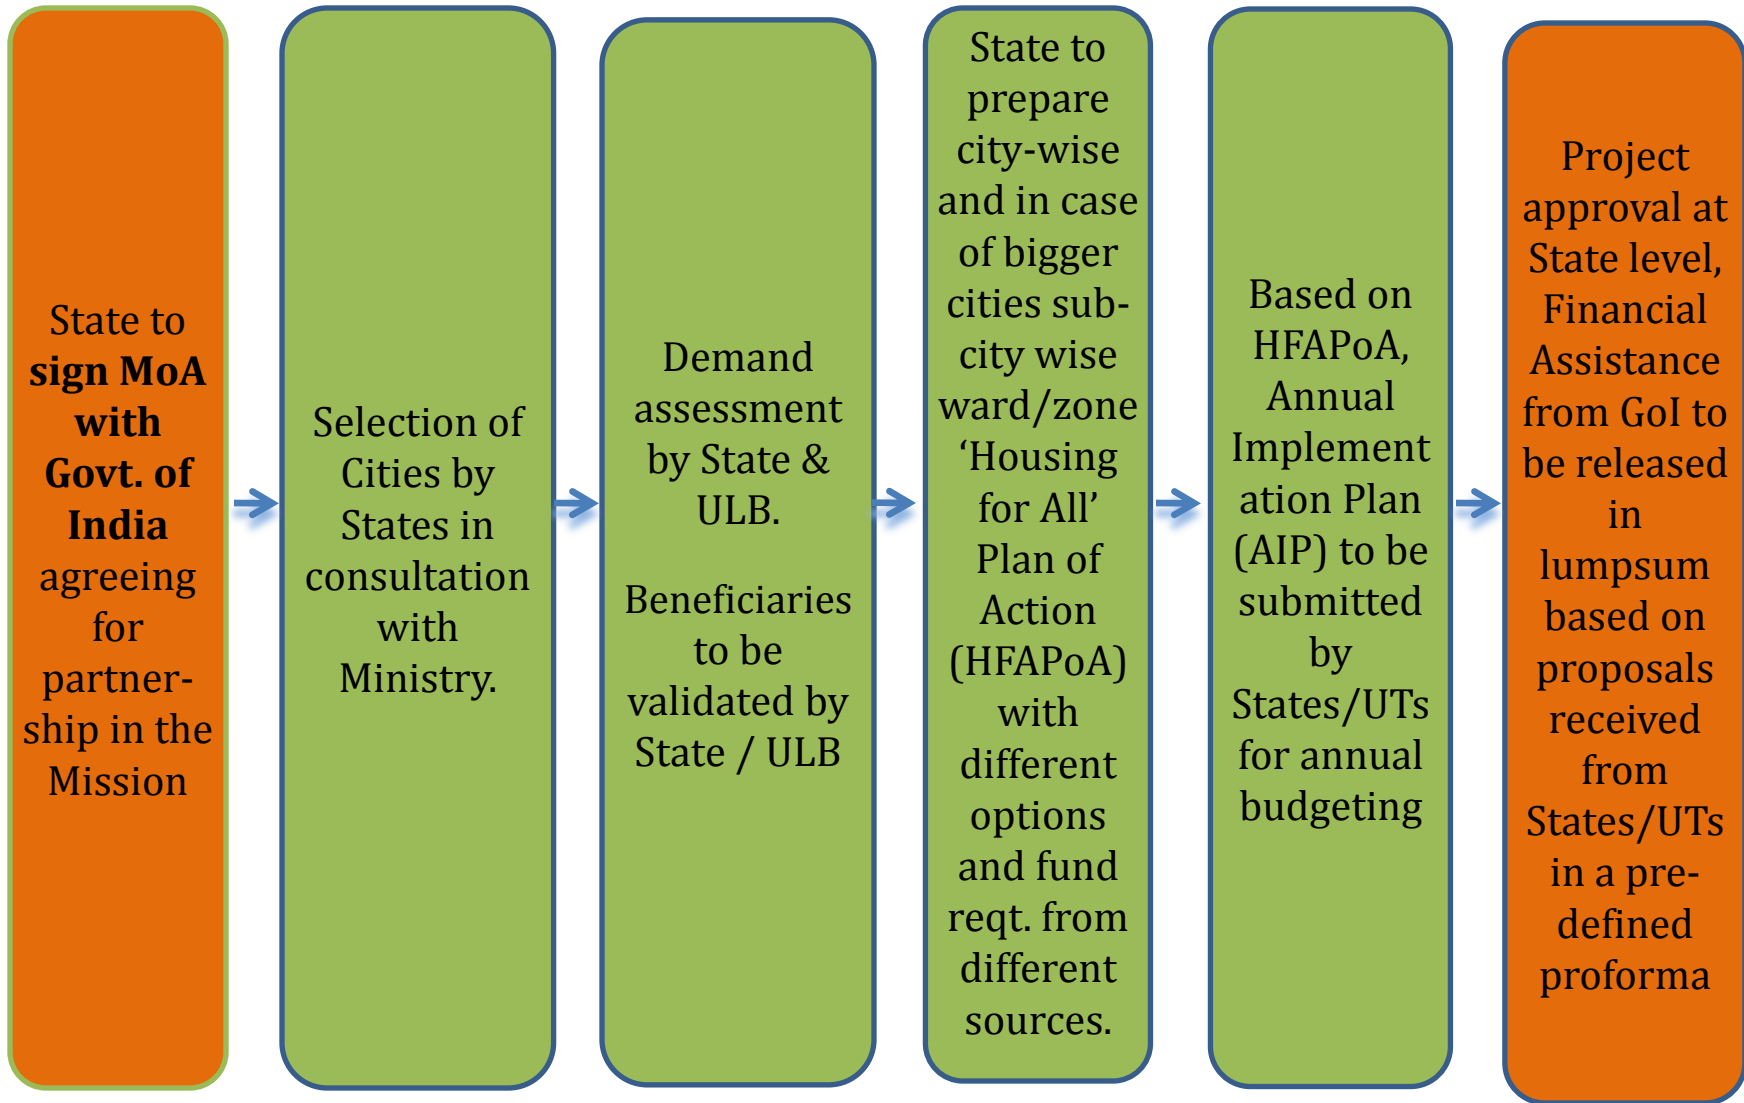 State to
sign MoA
with
Govt. of
India
agreeing
for
partner-
ship in the
Mission
Selection of
Cities by
States in
consultation
with
Ministry.
Demand
assessment
by State &
ULB.
Beneficiaries
to be
validated by
State / ULB
State to
prepare
city-wise
and in case
of bigger
cities sub-
city wise
ward/zone
‘Housing
for All’
Plan of
Action
(HFAPoA)
with
different
options
and fund
reqt. from
different
sources.
Based on
HFAPoA,
Annual
Implement
ation Plan
(AIP) to be
submitted
by
States/UTs
for annual
budgeting
Project
approval at
State level,
Financial
Assistance
from GoI to
be released
in
lumpsum
based on
proposals
received
from
States/UTs
in a pre-
defined
proforma